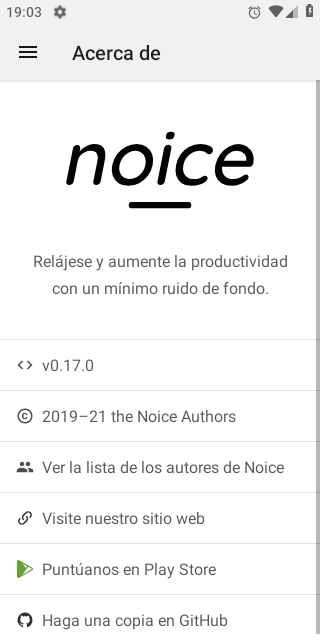 19:03
Acerca de
noice
Relájese y aumente la productividad
con un mínimo ruido de fondo.
v0.17.0
2019–21 the Noice Authors
Ver la lista de los autores de Noice
Visite nuestro sitio web
Puntúanos en Play Store
Haga una copia en GitHub